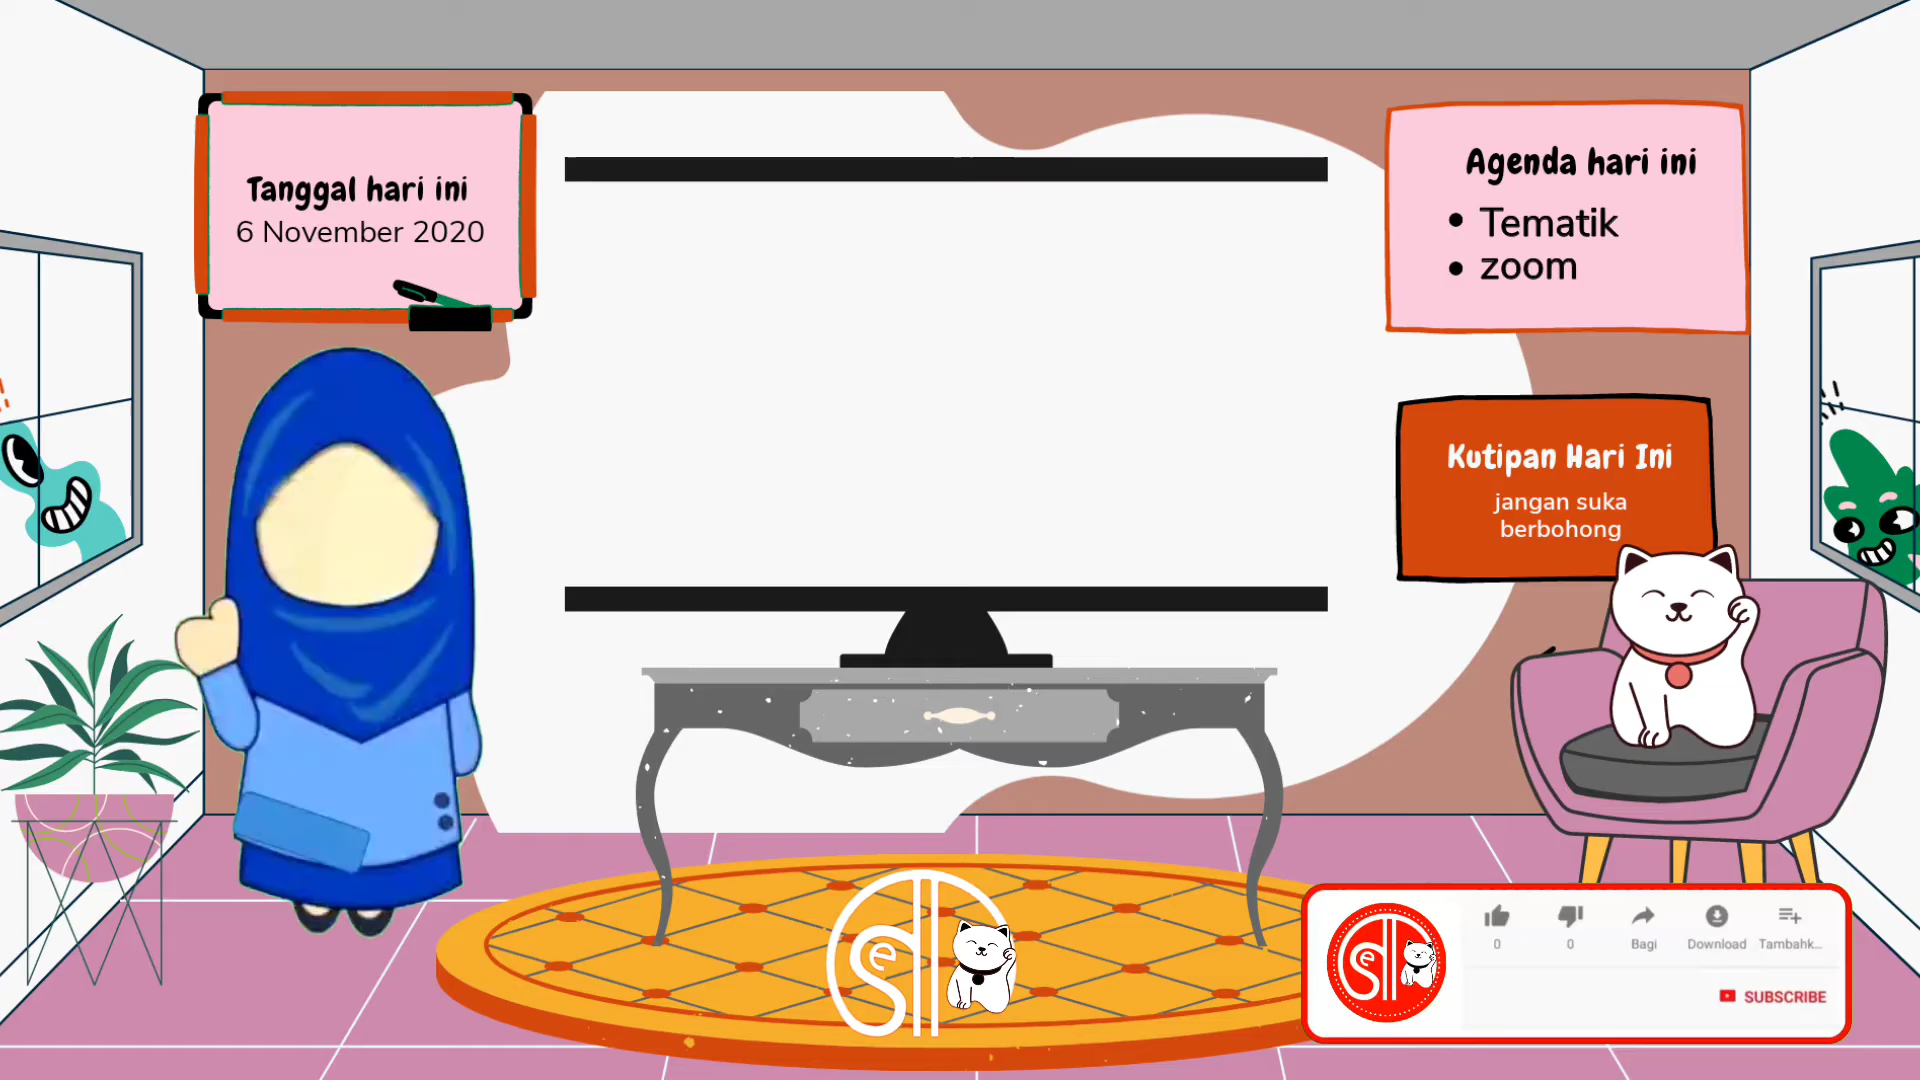 Tanggal hari ini
6 November 2020
Agenda hari ini
• Tematik
• zoom
Kutipan Hari Ini
jangan suka
berbohong
0
0
Bagi
Download
Tambahk...
SUBSCRIBE